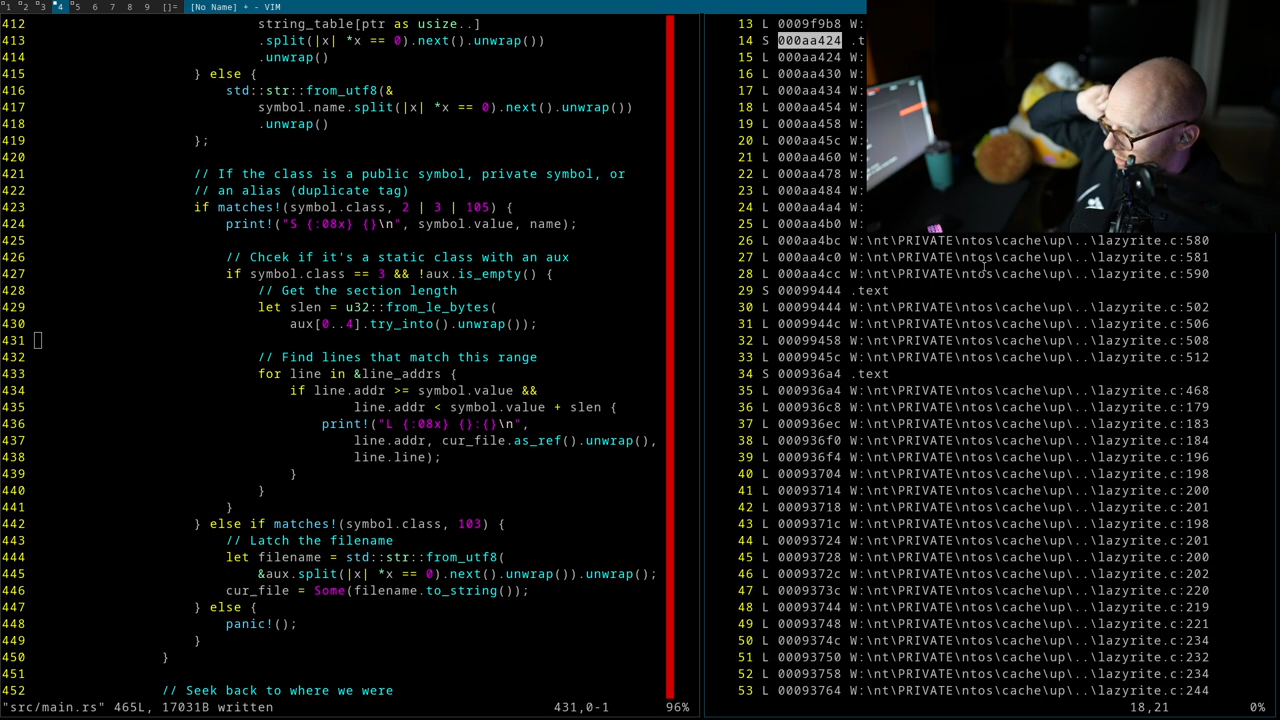 1 2 3 4 5 6 7 8 9 []= [No Name] + - VIM
412 string_table[ptr as usize..]
413 .split(|x| *x == 0).next().unwrap())
414 .unwrap()
415 } else {
416 std::str::from_utf8(&
417 symbol.name.split(|x| *x == 0).next().unwrap())
418 .unwrap()
419 };
420
421 // If the class is a public symbol, private symbol, or
422 // an alias (duplicate tag)
423 if matches!(symbol.class, 2 | 3 | 105) {
424 print!("S {:08x} {}\n", symbol.value, name);
425
426 // Chcek if it's a static class with an aux
427 if symbol.class == 3 && !aux.is_empty() {
428 // Get the section length
429 let slen = u32::from_le_bytes(
430 aux[0..4].try_into().unwrap());
431
432 // Find lines that match this range
433 for line in &line_addrs {
434 if line.addr >= symbol.value &&
435 line.addr < symbol.value + slen {
436 print!("L {:08x} {}:{}\n",
437 line.addr, cur_file.as_ref().unwrap(),
438 line.line);
439 }
440 }
441 }
442 } else if matches!(symbol.class, 103) {
443 // Latch the filename
444 let filename = std::str::from_utf8(
445 &aux.split(|x| *x == 0).next().unwrap()).unwrap();
446 cur_file = Some(filename.to_string());
447 } else {
448 panic!();
449 }
450 }
451
452 // Seek back to where we were
"src/main.rs" 465L, 17031B written 431,0-1 96%
13 L 0009f9b8 W:
14 S 000aa424 .t
15 L 000aa424 W:
16 L 000aa430 W:
17 L 000aa434 W:
18 L 000aa454 W:
19 L 000aa458 W:
20 L 000aa45c W:
21 L 000aa460 W:
22 L 000aa478 W:
23 L 000aa484 W:
24 L 000aa4a4 W:
25 L 000aa4b0 W:
26 L 000aa4bc W:\nt\PRIVATE\ntos\cache\up\..\lazyrite.c:580
27 L 000aa4c0 W:\nt\PRIVATE\ntos\cache\up\..\lazyrite.c:581
28 L 000aa4cc W:\nt\PRIVATE\ntos\cache\up\..\lazyrite.c:590
29 S 00099444 .text
30 L 00099444 W:\nt\PRIVATE\ntos\cache\up\..\lazyrite.c:502
31 L 0009944c W:\nt\PRIVATE\ntos\cache\up\..\lazyrite.c:506
32 L 00099458 W:\nt\PRIVATE\ntos\cache\up\..\lazyrite.c:508
33 L 0009945c W:\nt\PRIVATE\ntos\cache\up\..\lazyrite.c:512
34 S 000936a4 .text
35 L 000936a4 W:\nt\PRIVATE\ntos\cache\up\..\lazyrite.c:468
36 L 000936c8 W:\nt\PRIVATE\ntos\cache\up\..\lazyrite.c:179
37 L 000936ec W:\nt\PRIVATE\ntos\cache\up\..\lazyrite.c:183
38 L 000936f0 W:\nt\PRIVATE\ntos\cache\up\..\lazyrite.c:184
39 L 000936f4 W:\nt\PRIVATE\ntos\cache\up\..\lazyrite.c:196
40 L 00093704 W:\nt\PRIVATE\ntos\cache\up\..\lazyrite.c:198
41 L 00093714 W:\nt\PRIVATE\ntos\cache\up\..\lazyrite.c:200
42 L 00093718 W:\nt\PRIVATE\ntos\cache\up\..\lazyrite.c:201
43 L 0009371c W:\nt\PRIVATE\ntos\cache\up\..\lazyrite.c:198
44 L 00093724 W:\nt\PRIVATE\ntos\cache\up\..\lazyrite.c:201
45 L 00093728 W:\nt\PRIVATE\ntos\cache\up\..\lazyrite.c:200
46 L 0009372c W:\nt\PRIVATE\ntos\cache\up\..\lazyrite.c:202
47 L 0009373c W:\nt\PRIVATE\ntos\cache\up\..\lazyrite.c:220
48 L 00093744 W:\nt\PRIVATE\ntos\cache\up\..\lazyrite.c:219
49 L 00093748 W:\nt\PRIVATE\ntos\cache\up\..\lazyrite.c:221
50 L 0009374c W:\nt\PRIVATE\ntos\cache\up\..\lazyrite.c:234
51 L 00093750 W:\nt\PRIVATE\ntos\cache\up\..\lazyrite.c:232
52 L 00093754 W:\nt\PRIVATE\ntos\cache\up\..\lazyrite.c:234
53 L 00093764 W:\nt\PRIVATE\ntos\cache\up\..\lazyrite.c:244
18,21 0%